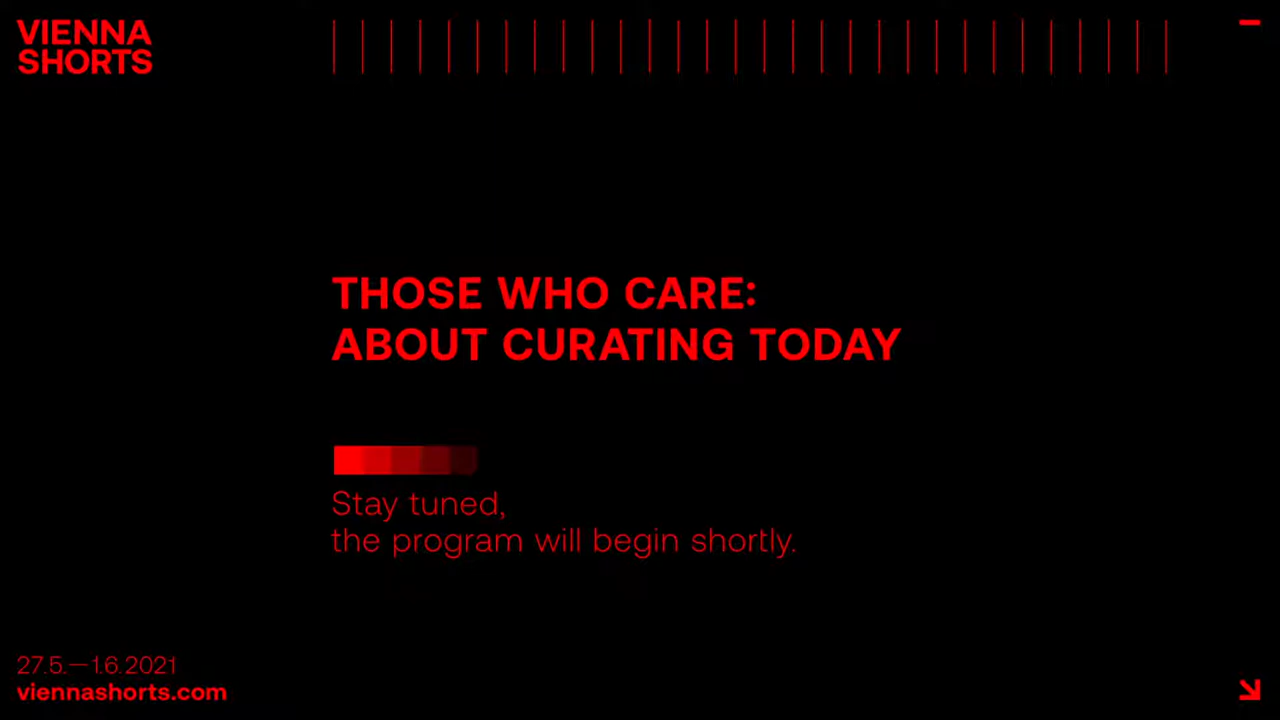 VIENNA
SHORTS
THOSE WHO CARE:
ABOUT CURATING TODAY
Stay tuned,
the program will begin shortly.
27.5.—1.6.2021
viennashorts.com